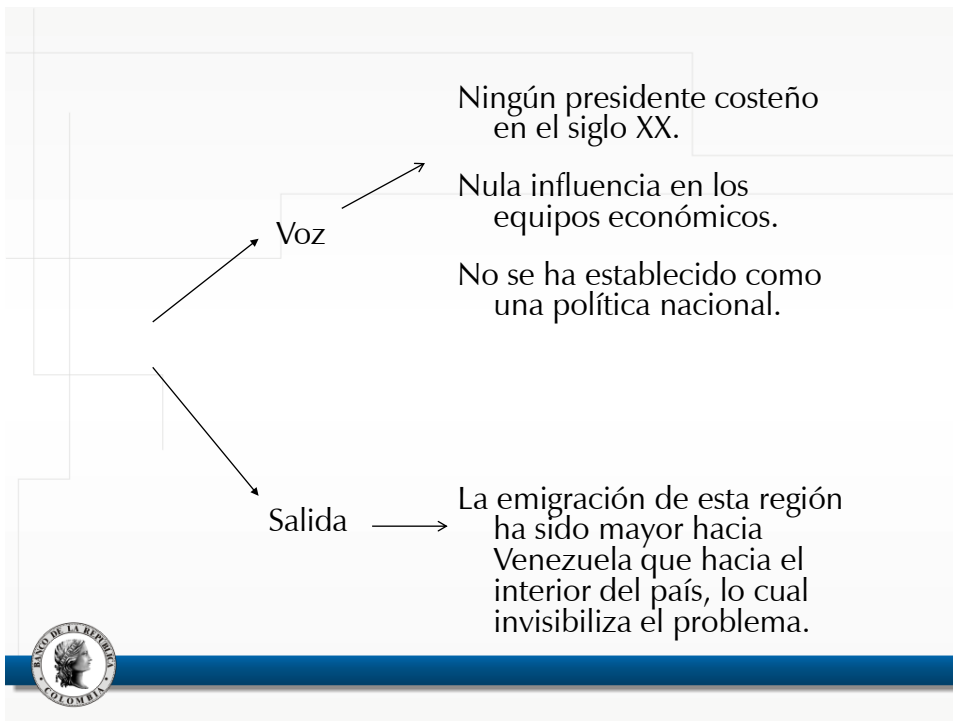 Ningún presidente costeño
en el siglo XX.
Nula influencia en los
equipos económicos.
Voz
No se ha establecido como
una política nacional.
Salida
La emigración de esta región
ha sido mayor hacia
Venezuela que hacia el
interior del país, lo cual
invisibiliza el problema.
BANCO DE LA REPÚBLICA
COLOMBIA